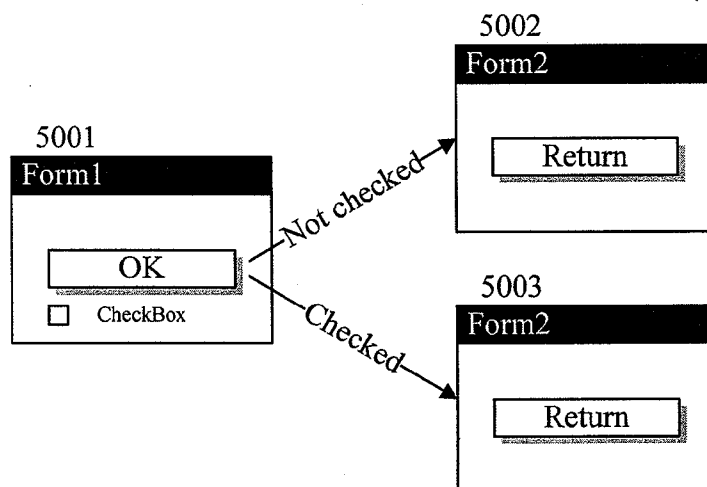 5001
Form1
OK
CheckBox
Not checked
Checked
5002
Form2
Return
5003
Form2
Return